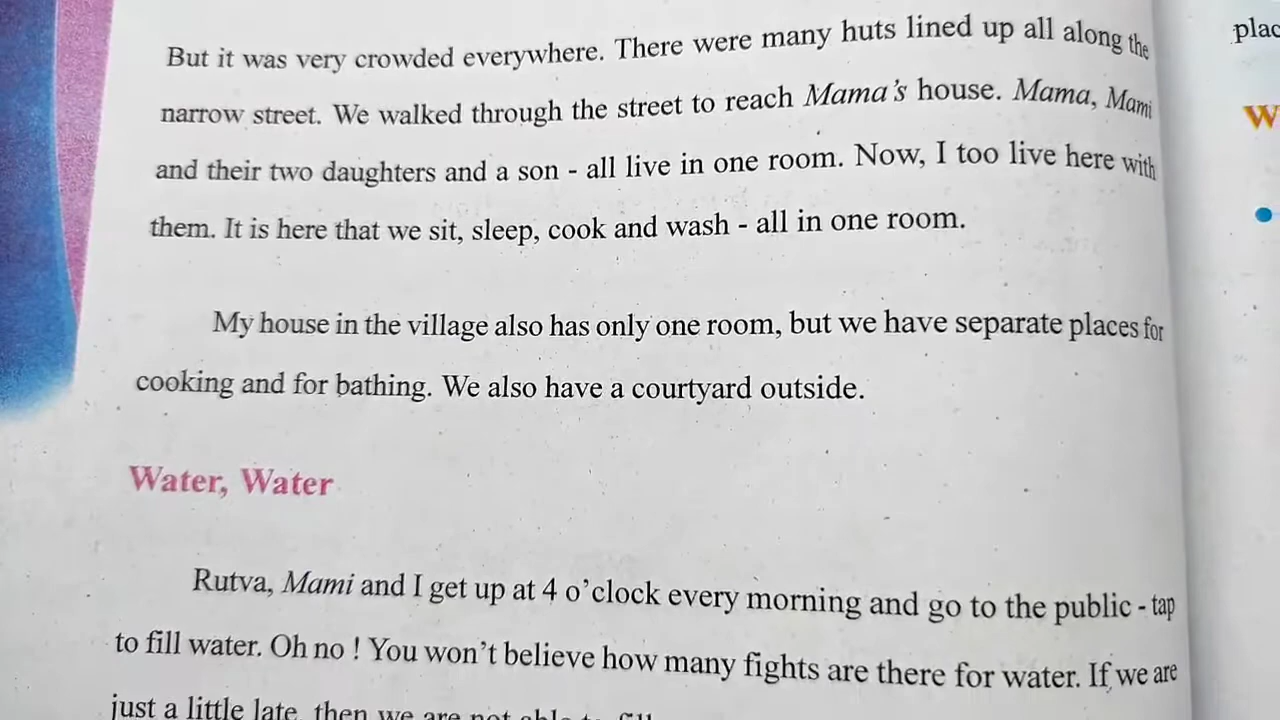 But it was very crowded everywhere. There were many huts lined up all along the
narrow street. We walked through the street to reach Mama's house. Mama, Mami
and their two daughters and a son - all live in one room. Now, I too live here with
them. It is here that we sit, sleep, cook and wash - all in one room.
My house in the village also has only one room, but we have separate places for
cooking and for bathing. We also have a courtyard outside.
Water, Water
Rutva, Mami and I get up at 4 o'clock every morning and go to the public - tap
to fill water. Oh no ! You won't believe how many fights are there for water. If we are
just a little late, then we are not able to fill